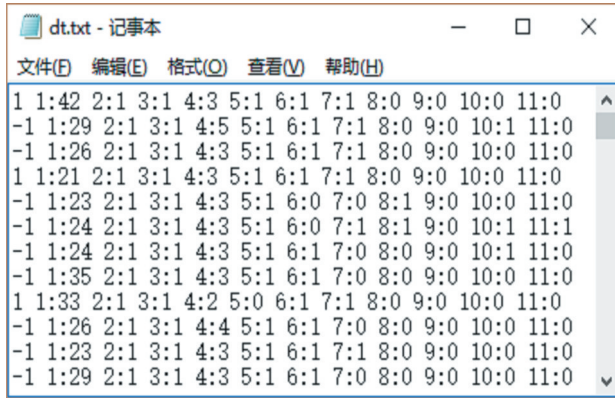 dt.txt - 记事本
文件(F) 编辑(E) 格式(O) 查看(V) 帮助(H)
1 1:42 2:1 3:1 4:3 5:1 6:1 7:1 8:0 9:0 10:0 11:0
-1 1:29 2:1 3:1 4:5 5:1 6:1 7:1 8:0 9:0 10:1 11:0
-1 1:26 2:1 3:1 4:3 5:1 6:1 7:1 8:0 9:0 10:0 11:0
1 1:21 2:1 3:1 4:3 5:1 6:1 7:1 8:0 9:0 10:0 11:0
-1 1:23 2:1 3:1 4:3 5:1 6:0 7:0 8:1 9:0 10:0 11:0
-1 1:24 2:1 3:1 4:3 5:1 6:0 7:1 8:1 9:0 10:1 11:1
-1 1:24 2:1 3:1 4:3 5:1 6:1 7:0 8:0 9:0 10:1 11:0
-1 1:35 2:1 3:1 4:3 5:1 6:1 7:0 8:0 9:0 10:0 11:0
1 1:33 2:1 3:1 4:2 5:0 6:1 7:1 8:0 9:0 10:0 11:0
-1 1:26 2:1 3:1 4:4 5:1 6:1 7:0 8:0 9:0 10:0 11:0
-1 1:23 2:1 3:1 4:3 5:1 6:1 7:1 8:0 9:0 10:0 11:0
-1 1:29 2:1 3:1 4:3 5:1 6:1 7:0 8:0 9:0 10:0 11:0